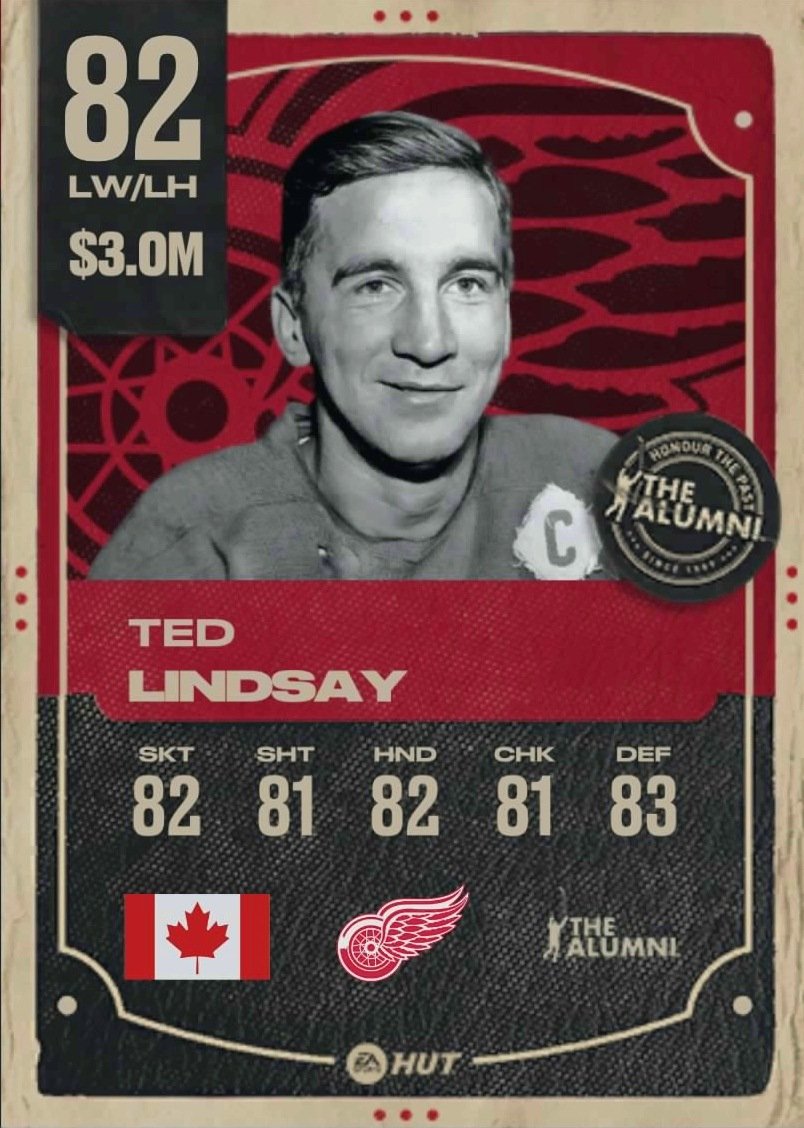 82
LW/LH
$3.0M
C
HONOUR THE PAST
THE
ALUMNI
TED
LINDSAY
SKT SHT HND CHK DEF
82 81 82 81 83
THE
ALUMNI
EA
HUT